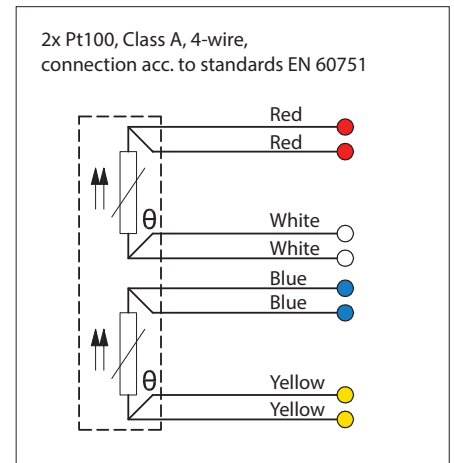 2x Pt100, Class A, 4-wire,
connection acc. to standards EN 60751
Red
Red
θ
White
White
Blue
Blue
θ
Yellow
Yellow